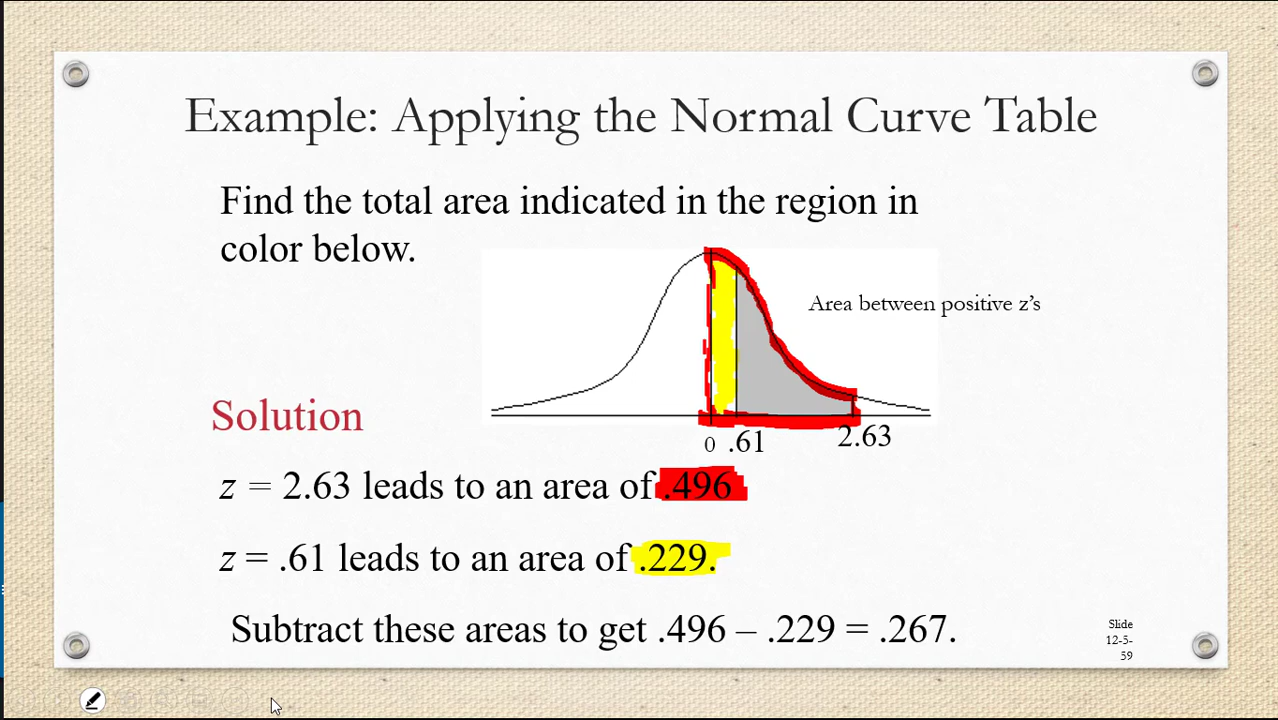 Example: Applying the Normal Curve Table
Find the total area indicated in the region in
color below.
Area between positive z's
0 .61 2.63
Solution
z = 2.63 leads to an area of .496
z = .61 leads to an area of .229.
Subtract these areas to get .496 – .229 = .267.
Slide
12-5-
59